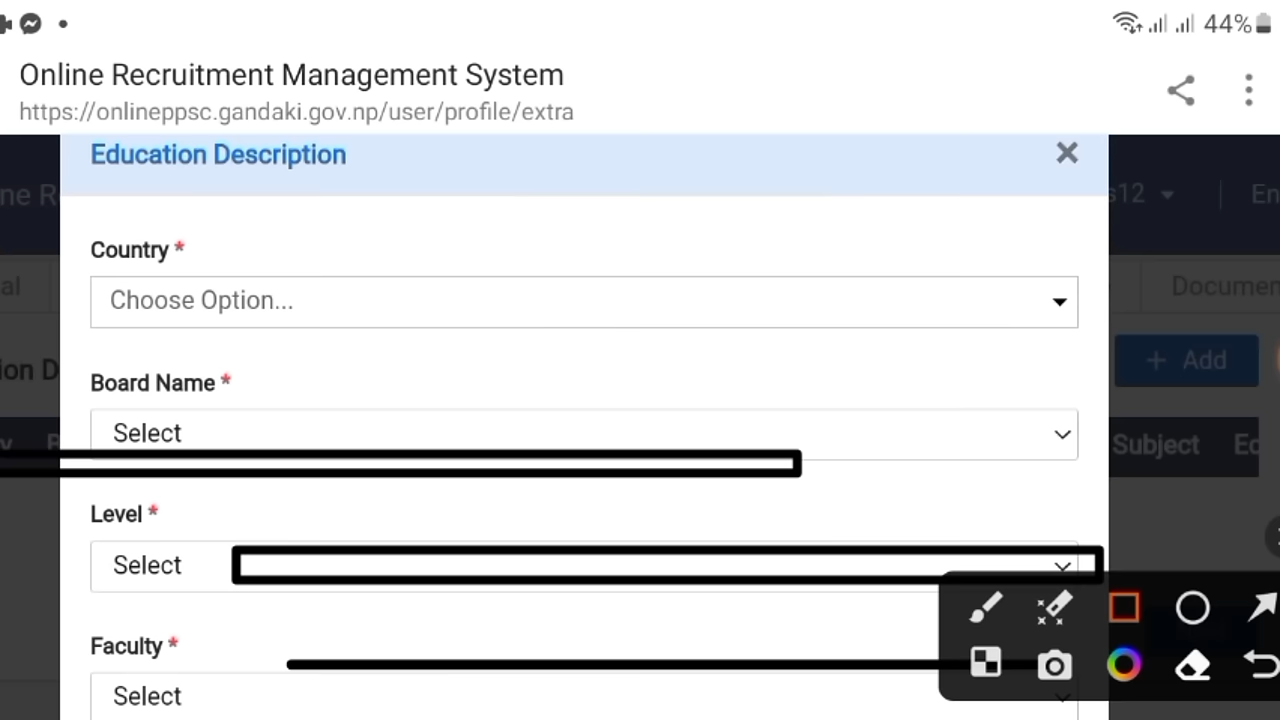 44%
Online Recruitment Management System
https://onlineppsc.gandaki.gov.np/user/profile/extra
Education Description
Country *
Choose Option...
Board Name *
Select
Level *
Select
Faculty *
Select
+ Add
Subject